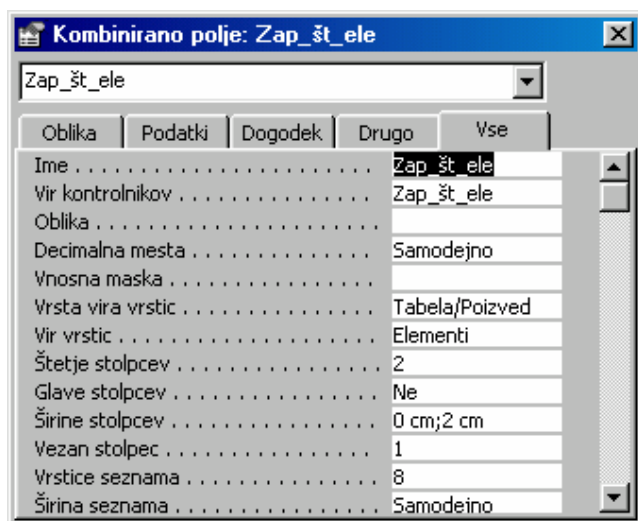 Kombinirano polje: Zap_št_ele
Zap_št_ele
Oblika Podatki Dogodek Drugo Vse
Ime . . . . . . . . . . . . . . . . . . . . . . . . Zap_št_ele
Vir kontrolnikov . . . . . . . . . . . . . . . . Zap_št_ele
Oblika . . . . . . . . . . . . . . . . . . . . . . .
Decimalna mesta . . . . . . . . . . . . . . . Samodejno
Vnosna maska . . . . . . . . . . . . . . . . .
Vrsta vira vrstic . . . . . . . . . . . . . . . . Tabela/Poizved
Vir vrstic . . . . . . . . . . . . . . . . . . . . . Elementi
Štetje stolpcev . . . . . . . . . . . . . . . . . 2
Glave stolpcev . . . . . . . . . . . . . . . . . Ne
Širine stolpcev . . . . . . . . . . . . . . . . . 0 cm;2 cm
Vezan stolpec . . . . . . . . . . . . . . . . . 1
Vrstice seznama . . . . . . . . . . . . . . . . 8
Širina seznama . . . . . . . . . . . . . . . . . Samodejno